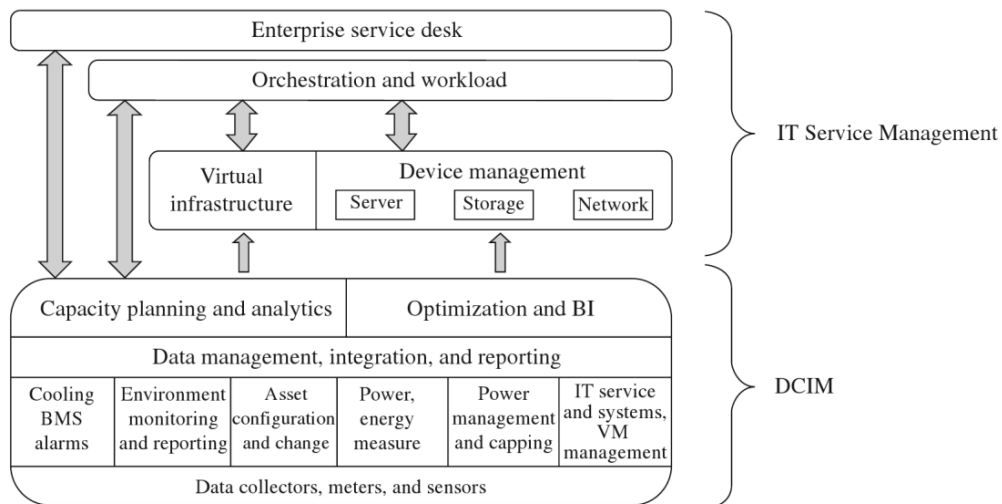 Enterprise service desk
Orchestration and workload
IT Service Management
Virtual
infrastructure
Device management
Server
Storage
Network
Capacity planning and analytics
Optimization and BI
Data management, integration, and reporting
DCIM
Cooling
BMS
alarms
Environment
monitoring
and reporting
Asset
configuration
and change
Power,
energy
measure
Power
management
and capping
IT service
and systems,
VM
management
Data collectors, meters, and sensors